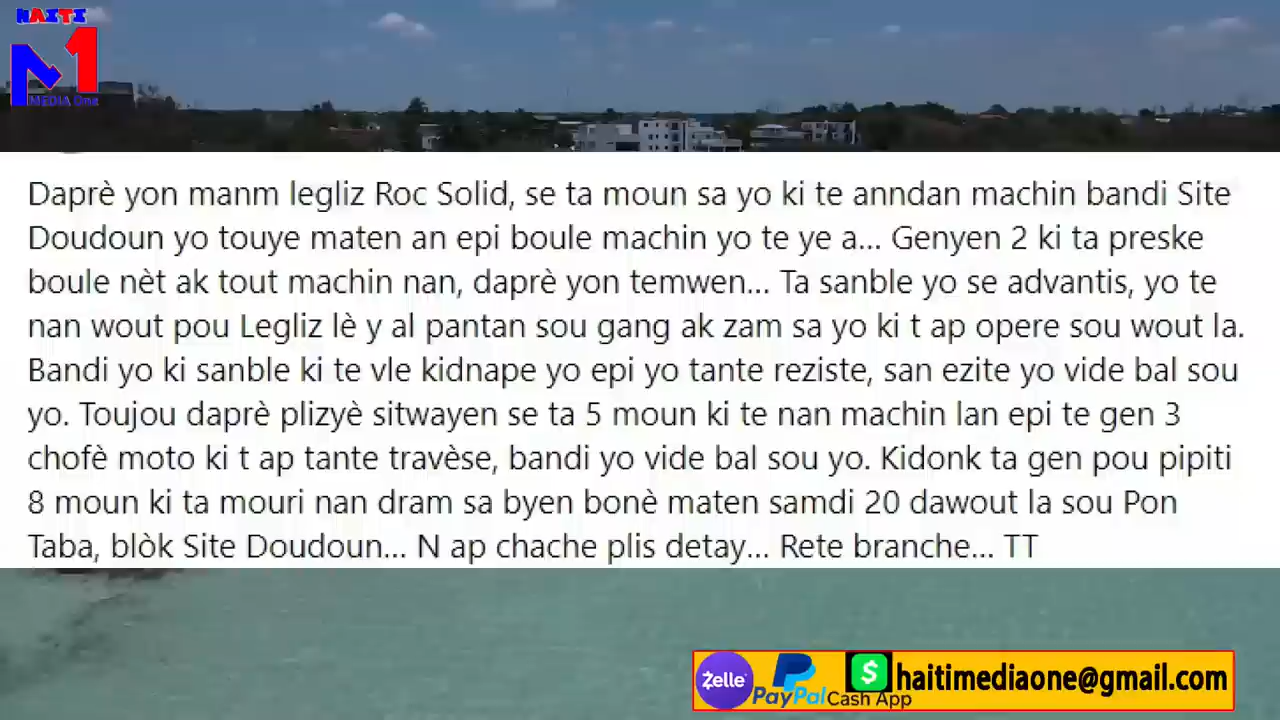 HAITI
M1
MEDIA One
Daprè yon manm legliz Roc Solid, se ta moun sa yo ki te anndan machin bandi Site
Doudoun yo touye maten an epi boule machin yo te ye a... Genyen 2 ki ta preske
boule nèt ak tout machin nan, daprè yon temwen... Ta sanble yo se advantis, yo te
nan wout pou Legliz lè y al pantan sou gang ak zam sa yo ki t ap opere sou wout la.
Bandi yo ki sanble ki te vle kidnape yo epi yo tante reziste, san ezite yo vide bal sou
yo. Toujou daprè plizyè sitwayen se ta 5 moun ki te nan machin lan epi te gen 3
chofè moto ki t ap tante travèse, bandi yo vide bal sou yo. Kidonk ta gen pou pipiti
8 moun ki ta mouri nan dram sa byen bonè maten samdi 20 dawout la sou Pon
Taba, blòk Site Doudoun... N ap chache plis detay... Rete branche... TT
Zelle PayPal $ Cash App haitimediaone@gmail.com